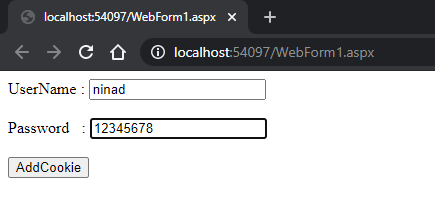 localhost:54097/WebForm1.aspx
localhost:54097/WebForm1.aspx
UserName : ninad
Password : 12345678
AddCookie